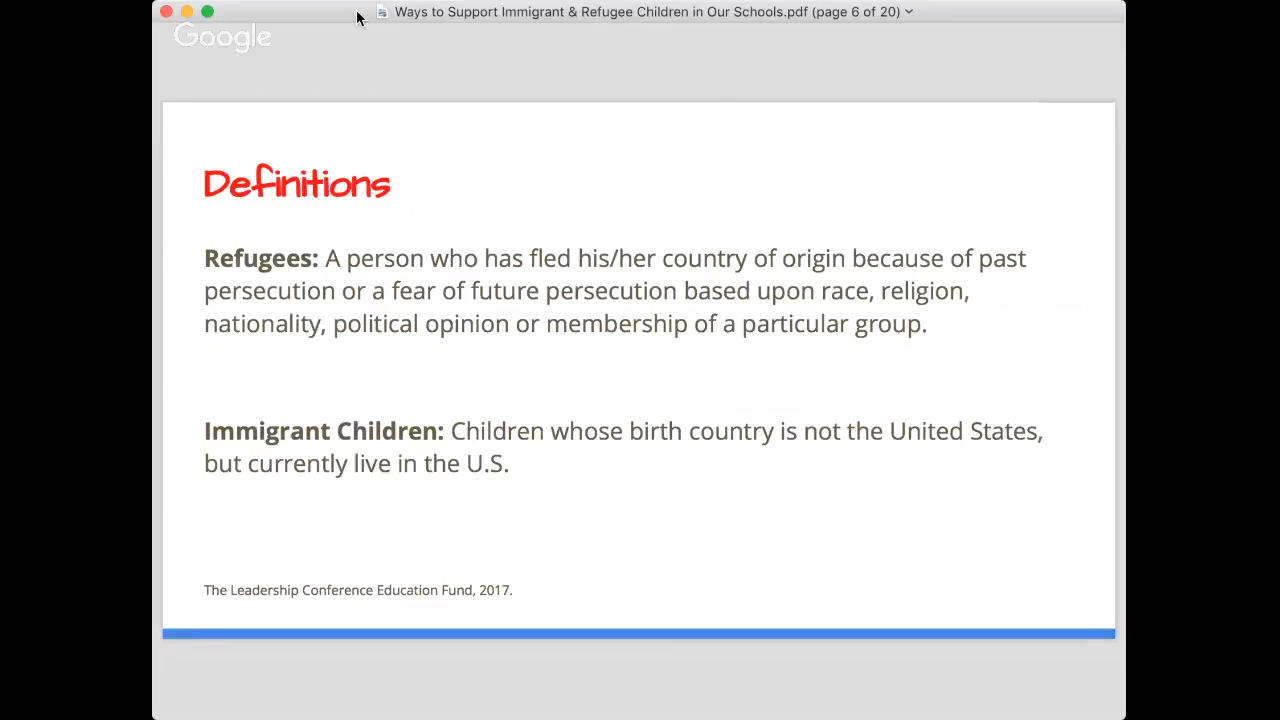 Ways to Support Immigrant & Refugee Children in Our Schools.pdf (page 6 of 20)
Google
Definitions
Refugees: A person who has fled his/her country of origin because of past
persecution or a fear of future persecution based upon race, religion,
nationality, political opinion or membership of a particular group.
Immigrant Children: Children whose birth country is not the United States,
but currently live in the U.S.
The Leadership Conference Education Fund, 2017.